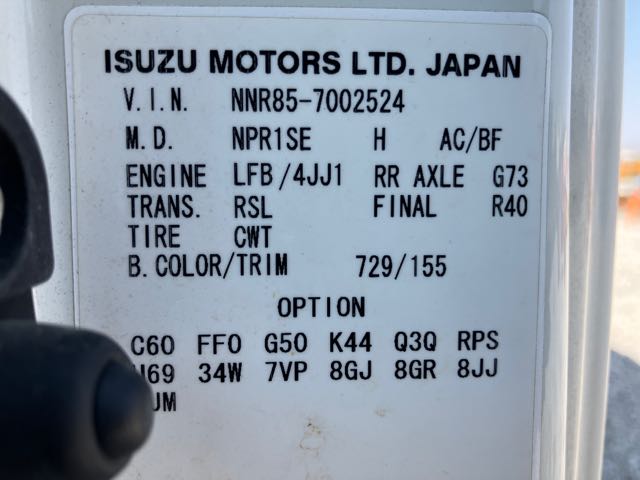 ISUZU MOTORS LTD. JAPAN
V.I.N. NNR85-7002524
M.D. NPR1SE H AC/BF
ENGINE LFB/4JJ1 RR AXLE G73
TRANS. RSL FINAL R40
TIRE CWT
B.COLOR/TRIM 729/155
OPTION
C60 FF0 G50 K44 Q3Q RPS
34W 7VP 8GJ 8GR 8JJ